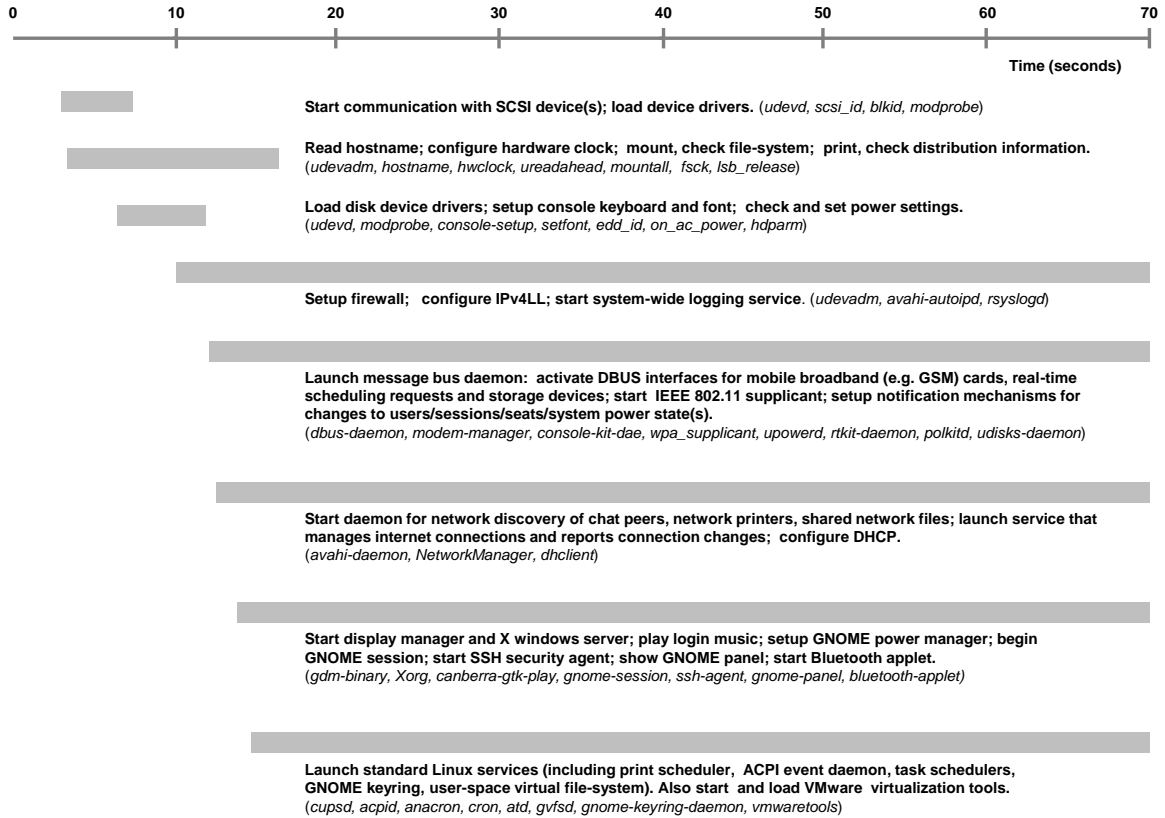 0 10 20 30 40 50 60 70
Time (seconds)
Start communication with SCSI device(s); load device drivers. (udevd, scsi_id, blkid, modprobe)
Read hostname; configure hardware clock; mount, check file-system; print, check distribution information.
(udevadm, hostname, hwclock, ureadahead, mountall, fsck, lsb_release)
Load disk device drivers; setup console keyboard and font; check and set power settings.
(udevd, modprobe, console-setup, setfont, edd_id, on_ac_power, hdparm)
Setup firewall; configure IPv4LL; start system-wide logging service. (udevadm, avahi-autoipd, rsyslogd)
Launch message bus daemon: activate DBUS interfaces for mobile broadband (e.g. GSM) cards, real-time
scheduling requests and storage devices; start IEEE 802.11 supplicant; setup notification mechanisms for
changes to users/sessions/seats/system power state(s).
(dbus-daemon, modem-manager, console-kit-dae, wpa_supplicant, upowerd, rtkit-daemon, polkitd, udisks-daemon)
Start daemon for network discovery of chat peers, network printers, shared network files; launch service that
manages internet connections and reports connection changes; configure DHCP.
(avahi-daemon, NetworkManager, dhclient)
Start display manager and X windows server; play login music; setup GNOME power manager; begin
GNOME session; start SSH security agent; show GNOME panel; start Bluetooth applet.
(gdm-binary, Xorg, canberra-gtk-play, gnome-session, ssh-agent, gnome-panel, bluetooth-applet)
Launch standard Linux services (including print scheduler, ACPI event daemon, task schedulers,
GNOME keyring, user-space virtual file-system). Also start and load VMware virtualization tools.
(cupsd, acpid, anacron, cron, atd, gvfsd, gnome-keyring-daemon, vmwaretools)